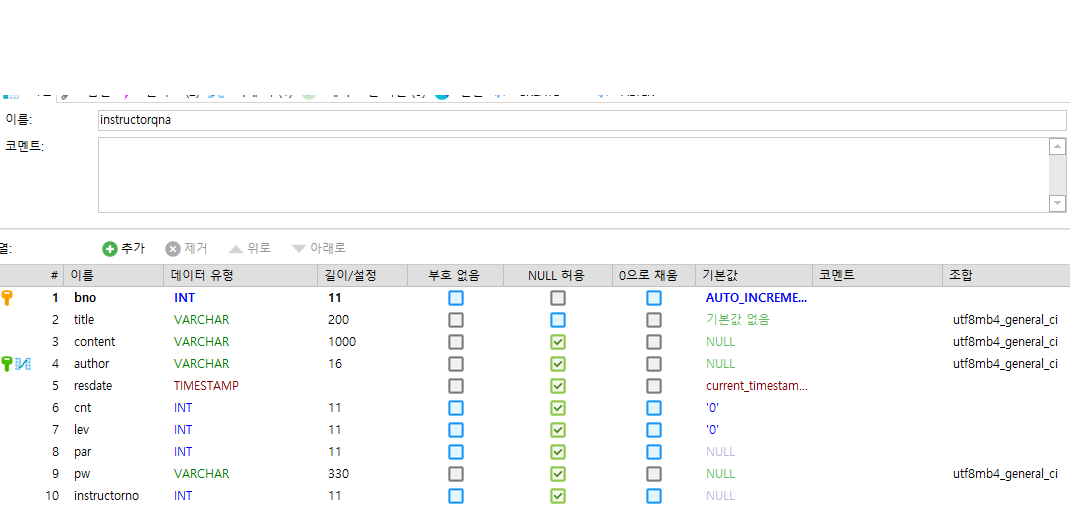 이름: instructorqna
코멘트:
열: 추가 제거 위로 아래로
# 이름 데이터 유형 길이/설정 부호 없음 NULL 허용 0으로 채움 기본값 코멘트 조합
1 bno INT 11 AUTO_INCREME...
2 title VARCHAR 200 기본값 없음 utf8mb4_general_ci
3 content VARCHAR 1000 NULL utf8mb4_general_ci
4 author VARCHAR 16 NULL utf8mb4_general_ci
5 resdate TIMESTAMP current_timestam...
6 cnt INT 11 '0'
7 lev INT 11 '0'
8 par INT 11 NULL
9 pw VARCHAR 330 NULL utf8mb4_general_ci
10 instructorno INT 11 NULL